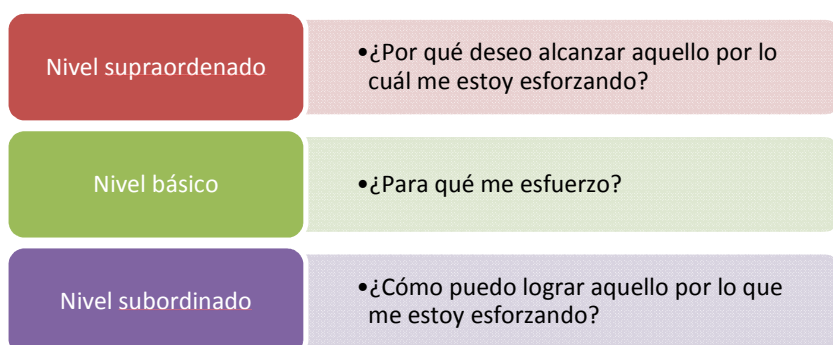 Nivel supraordenado
•¿Por qué deseo alcanzar aquello por lo
cuál me estoy esforzando?
Nivel básico
•¿Para qué me esfuerzo?
Nivel subordinado
•¿Cómo puedo lograr aquello por lo que
me estoy esforzando?